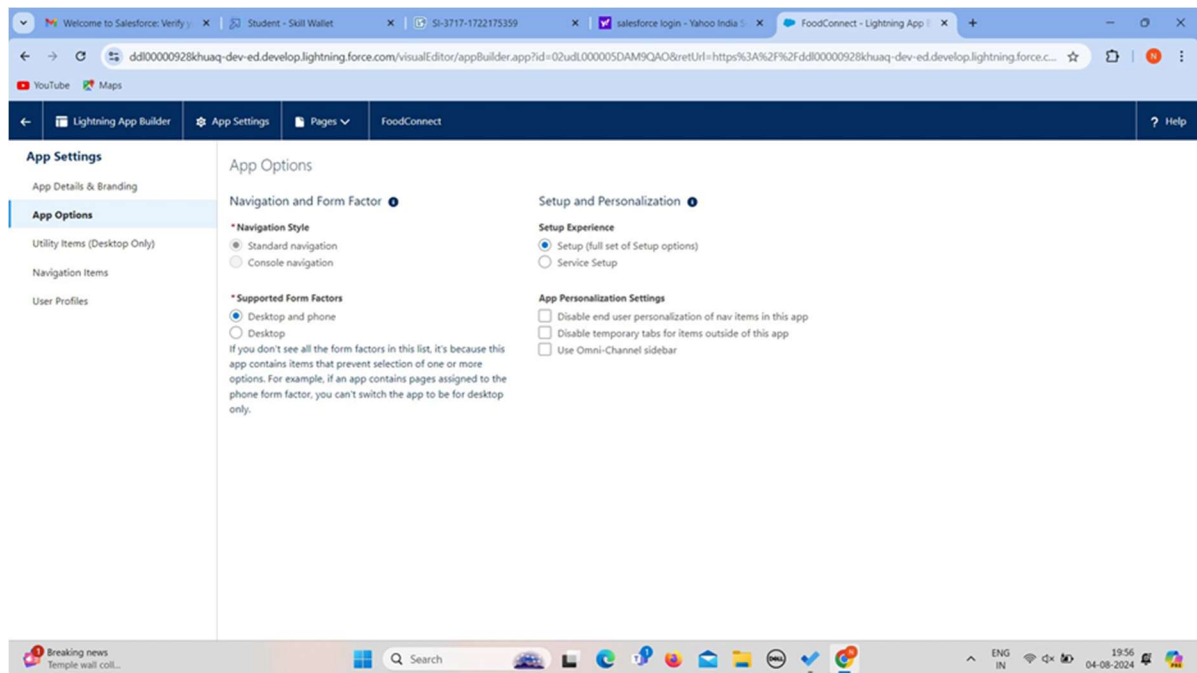 Welcome to Salesforce: Verify y
Student - Skill Wallet
SI-3717-1722175359
salesforce login - Yahoo India S
FoodConnect - Lightning App B
ddl00000928khuaq-dev-ed.develop.lightning.force.com/visualEditor/appBuilder.app?id=02udL000005DAM9QAO&retUrl=https%3A%2F%2Fddl00000928khuaq-dev-ed.develop.lightning.force.c...
N
YouTube
Maps
Lightning App Builder
App Settings
Pages
FoodConnect
? Help
App Settings
App Details & Branding
App Options
Utility Items (Desktop Only)
Navigation Items
User Profiles
App Options
Navigation and Form Factor
* Navigation Style
Standard navigation
Console navigation
* Supported Form Factors
Desktop and phone
Desktop
If you don't see all the form factors in this list, it's because this
app contains items that prevent selection of one or more
options. For example, if an app contains pages assigned to the
phone form factor, you can't switch the app to be for desktop
only.
Setup and Personalization
Setup Experience
Setup (full set of Setup options)
Service Setup
App Personalization Settings
Disable end user personalization of nav items in this app
Disable temporary tabs for items outside of this app
Use Omni-Channel sidebar
1
Breaking news
Temple wall coll...
Search
1
DELL
ENG
IN
19:56
04-08-2024